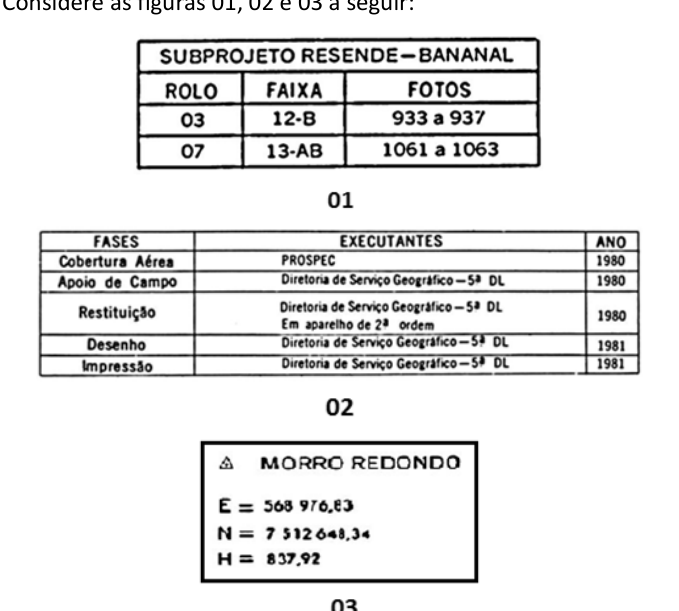 Considere as figuras 01, 02 e 03 a seguir:
SUBPROJETO RESENDE—BANANAL
ROLO FAIXA FOTOS
03 12-B 933 a 937
07 13-AB 1061 a 1063
01
FASES EXECUTANTES ANO
Cobertura Aérea PROSPEC 1980
Apoio de Campo Diretoria de Serviço Geográfico—5ª DL 1980
Restituição Diretoria de Serviço Geográfico—5ª DL 1980
Em aparelho de 2ª ordem
Desenho Diretoria de Serviço Geográfico—5ª DL 1981
Impressão Diretoria de Serviço Geográfico—5ª DL 1981
02
MORRO REDONDO
E = 568 976,83
N = 7 512 648,34
H = 837,92
03